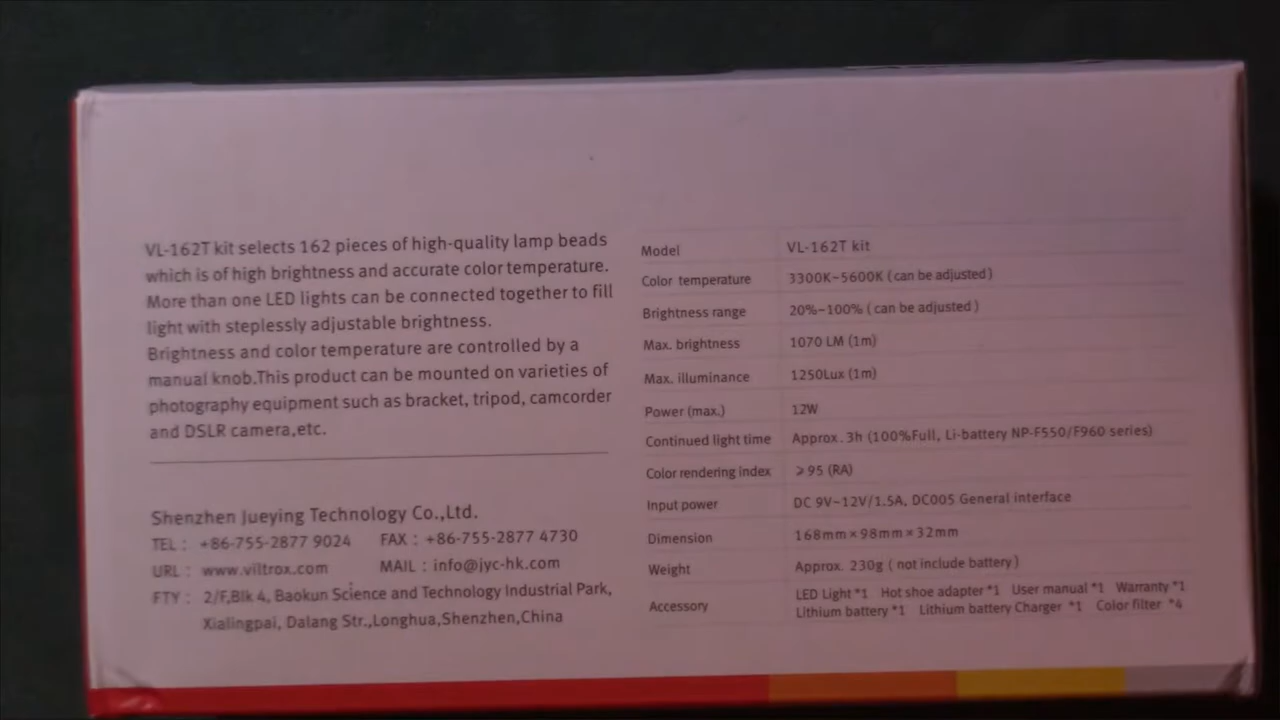 VL-162T kit selects 162 pieces of high-quality lamp beads
which is of high brightness and accurate color temperature.
More than one LED lights can be connected together to fill
light with steplessly adjustable brightness.
Brightness and color temperature are controlled by a
manual knob.This product can be mounted on varieties of
photography equipment such as bracket, tripod, camcorder
and DSLR camera,etc.
Shenzhen Jueying Technology Co.,Ltd.
TEL : +86-755-2877 9024 FAX : +86-755-2877 4730
URL : www.viltrox.com MAIL : info@jyc-hk.com
FTY : 2/F,Blk 4, Baokun Science and Technology Industrial Park,
Xialingpai, Dalang Str.,Longhua,Shenzhen,China
Model VL-162T kit
Color temperature 3300K~5600K (can be adjusted)
Brightness range 20%~100% (can be adjusted)
Max. brightness 1070 LM (1m)
Max. illuminance 1250Lux (1m)
Power (max.) 12W
Continued light time Approx. 3h (100%Full, Li-battery NP-F550/F960 series)
Color rendering index ⩾95 (RA)
Input power DC 9V~12V/1.5A, DC005 General interface
Dimension 168mm×98mm×32mm
Weight Approx. 230g (not include battery)
Accessory LED Light *1 Hot shoe adapter *1 User manual *1 Warranty *1
Lithium battery *1 Lithium battery Charger *1 Color filter *4